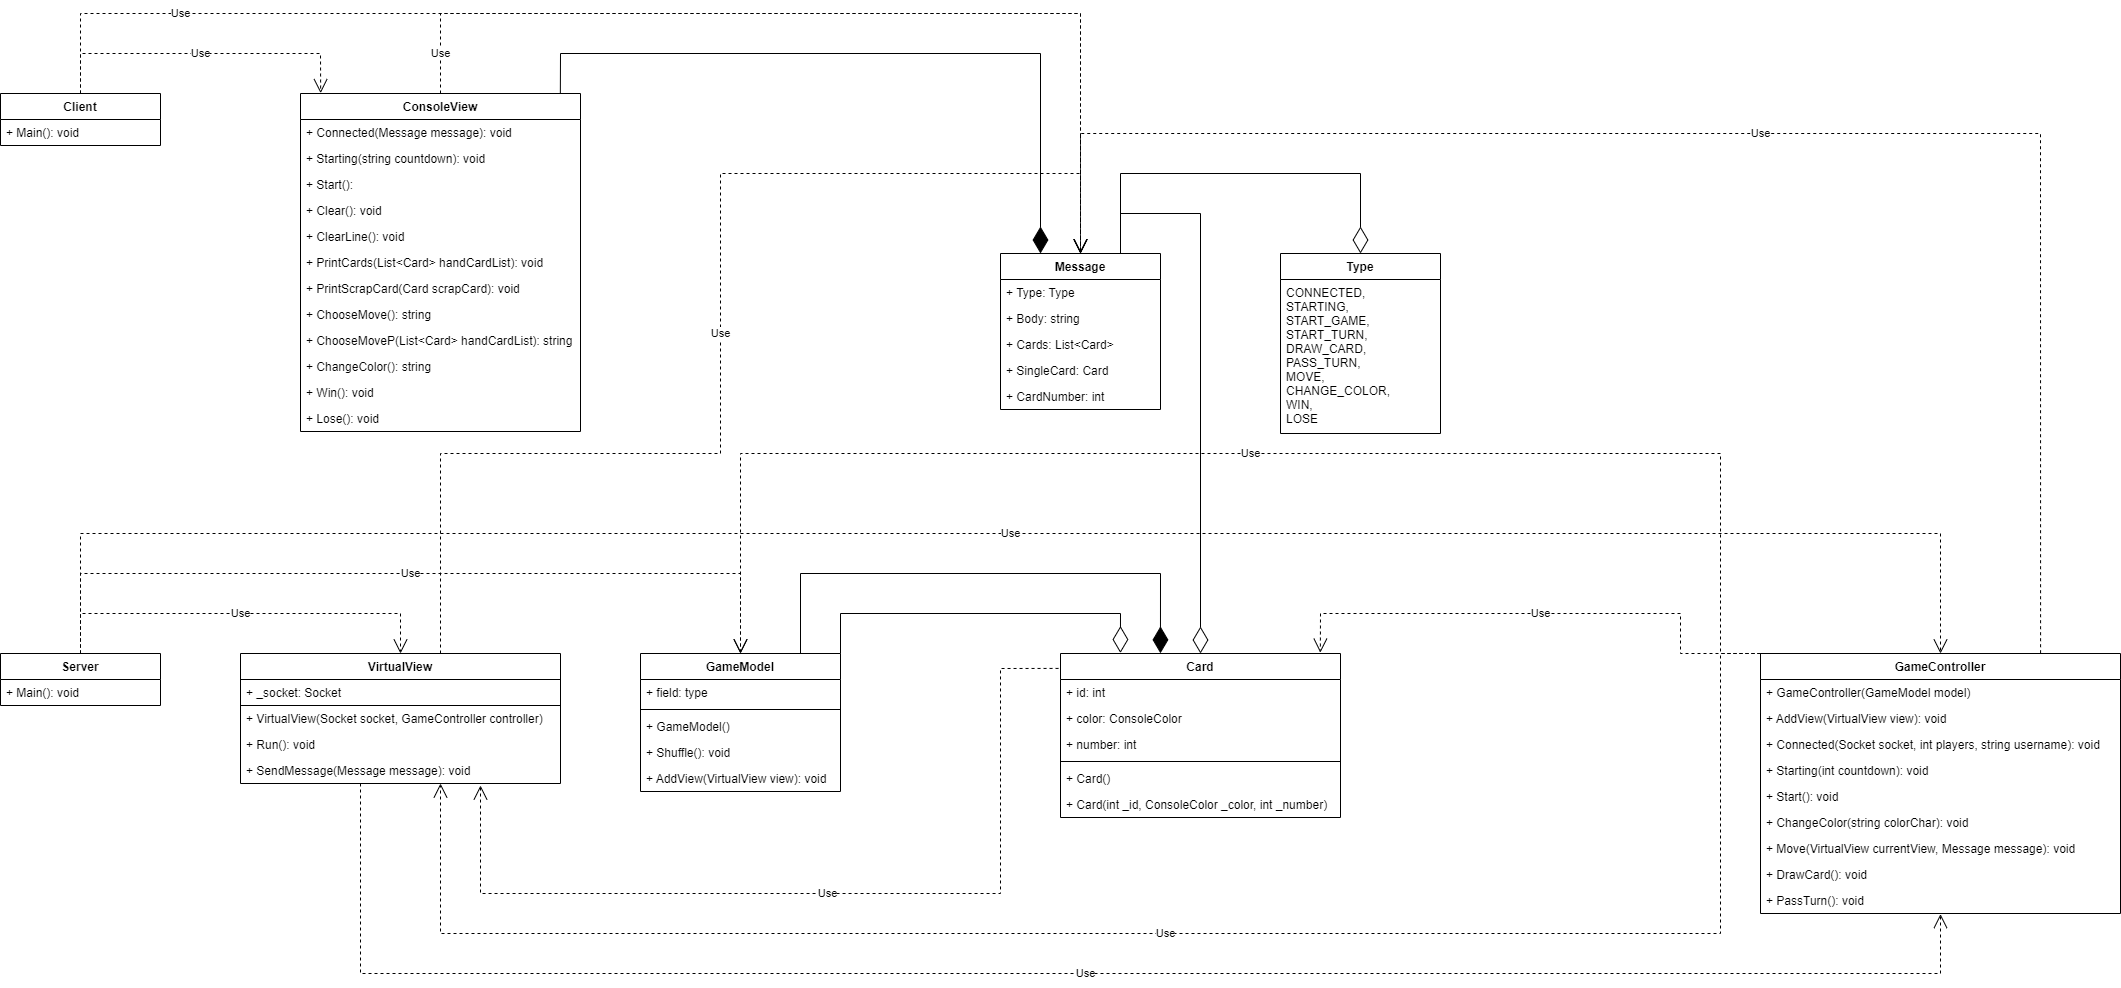 Use
Use
Use
Client
+ Main(): void
ConsoleView
+ Connected(Message message): void
+ Starting(string countdown): void
+ Start():
+ Clear(): void
+ ClearLine(): void
+ PrintCards(List<Card> handCardList): void
+ PrintScrapCard(Card scrapCard): void
+ ChooseMove(): string
+ ChooseMoveP(List<Card> handCardList): string
+ ChangeColor(): string
+ Win(): void
+ Lose(): void
Use
Use
Message
+ Type: Type
+ Body: string
+ Cards: List<Card>
+ SingleCard: Card
+ CardNumber: int
Type
CONNECTED,
STARTING,
START_GAME,
START_TURN,
DRAW_CARD,
PASS_TURN,
MOVE,
CHANGE_COLOR,
WIN,
LOSE
Use
Use
Use
Use
Use
Server
+ Main(): void
VirtualView
+ _socket: Socket
+ VirtualView(Socket socket, GameController controller)
+ Run(): void
+ SendMessage(Message message): void
GameModel
+ field: type
+ GameModel()
+ Shuffle(): void
+ AddView(VirtualView view): void
Card
+ id: int
+ color: ConsoleColor
+ number: int
+ Card()
+ Card(int _id, ConsoleColor _color, int _number)
GameController
+ GameController(GameModel model)
+ AddView(VirtualView view): void
+ Connected(Socket socket, int players, string username): void
+ Starting(int countdown): void
+ Start(): void
+ ChangeColor(string colorChar): void
+ Move(VirtualView currentView, Message message): void
+ DrawCard(): void
+ PassTurn(): void
Use
Use
Use